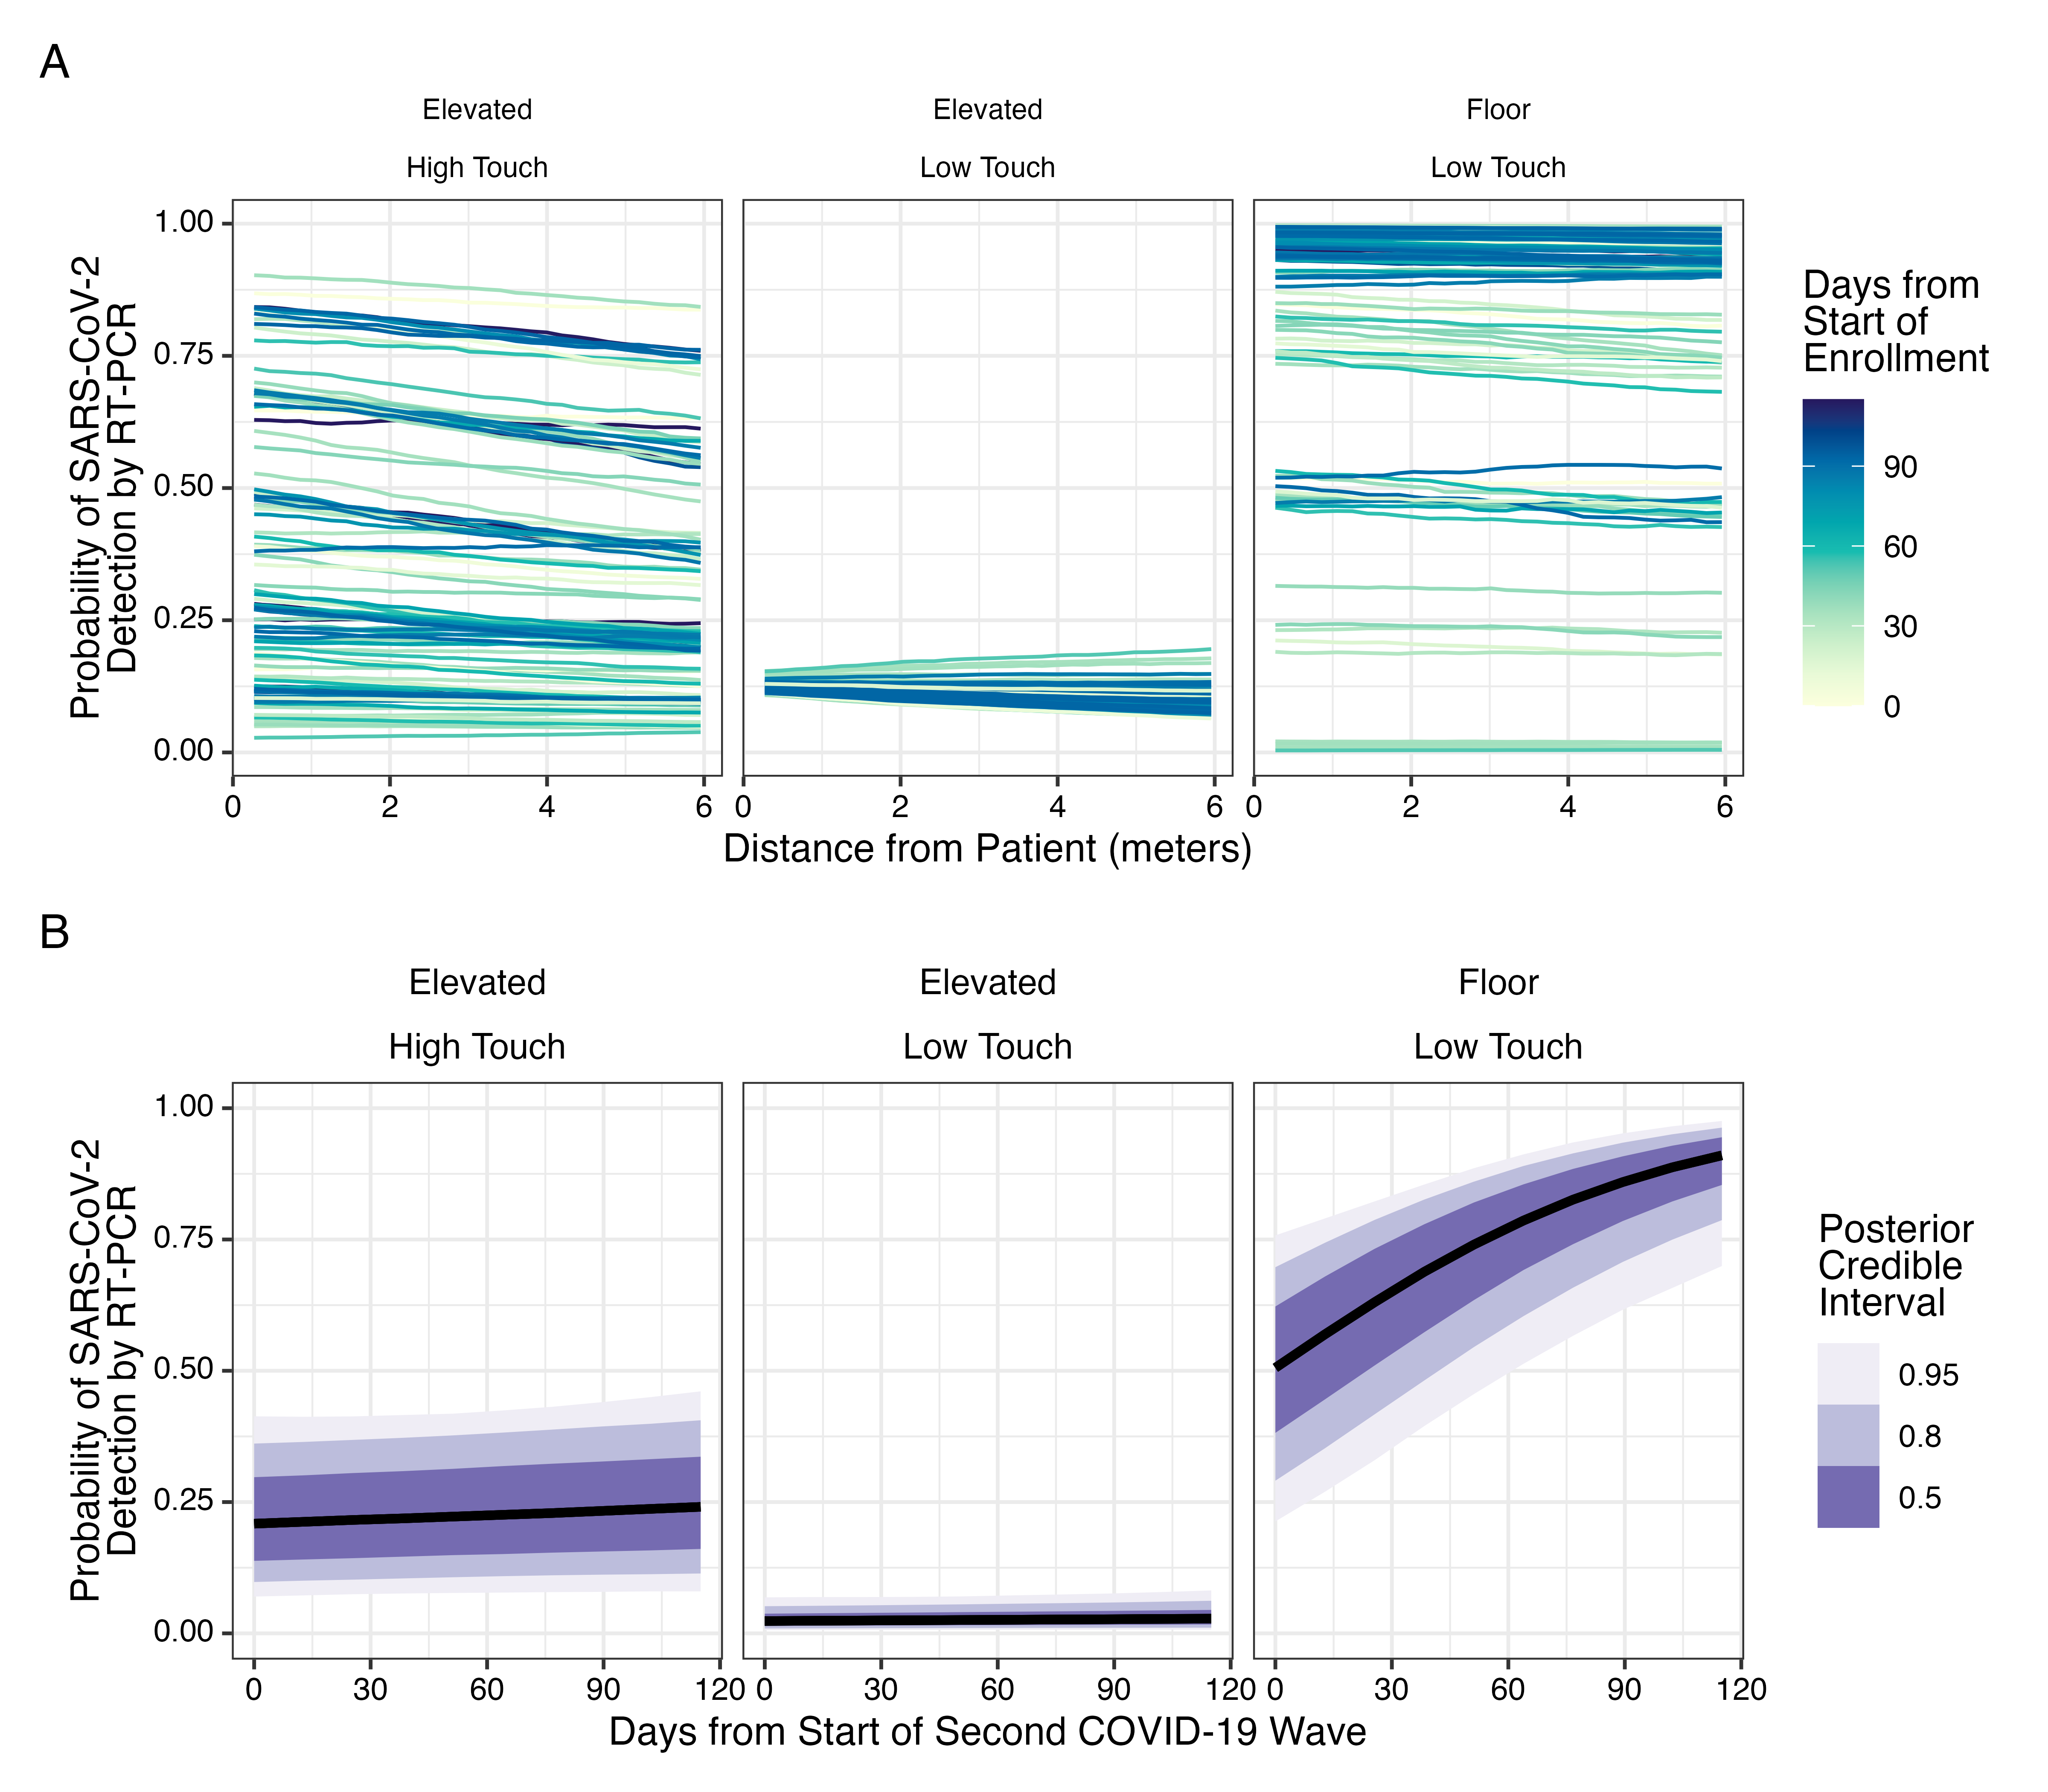 A
Elevated
High Touch
Elevated
Low Touch
Floor
Low Touch
Probability of SARS-CoV-2
Detection by RT-PCR
1.00
0.75
0.50
0.25
0.00
0 2 4 6
0 2 4 6
0 2 4 6
Distance from Patient (meters)
Days from
Start of
Enrollment
90
60
30
0
B
Elevated
High Touch
Elevated
Low Touch
Floor
Low Touch
Probability of SARS-CoV-2
Detection by RT-PCR
1.00
0.75
0.50
0.25
0.00
0 30 60 90 120
0 30 60 90 120
0 30 60 90 120
Days from Start of Second COVID-19 Wave
Posterior
Credible
Interval
0.95
0.8
0.5